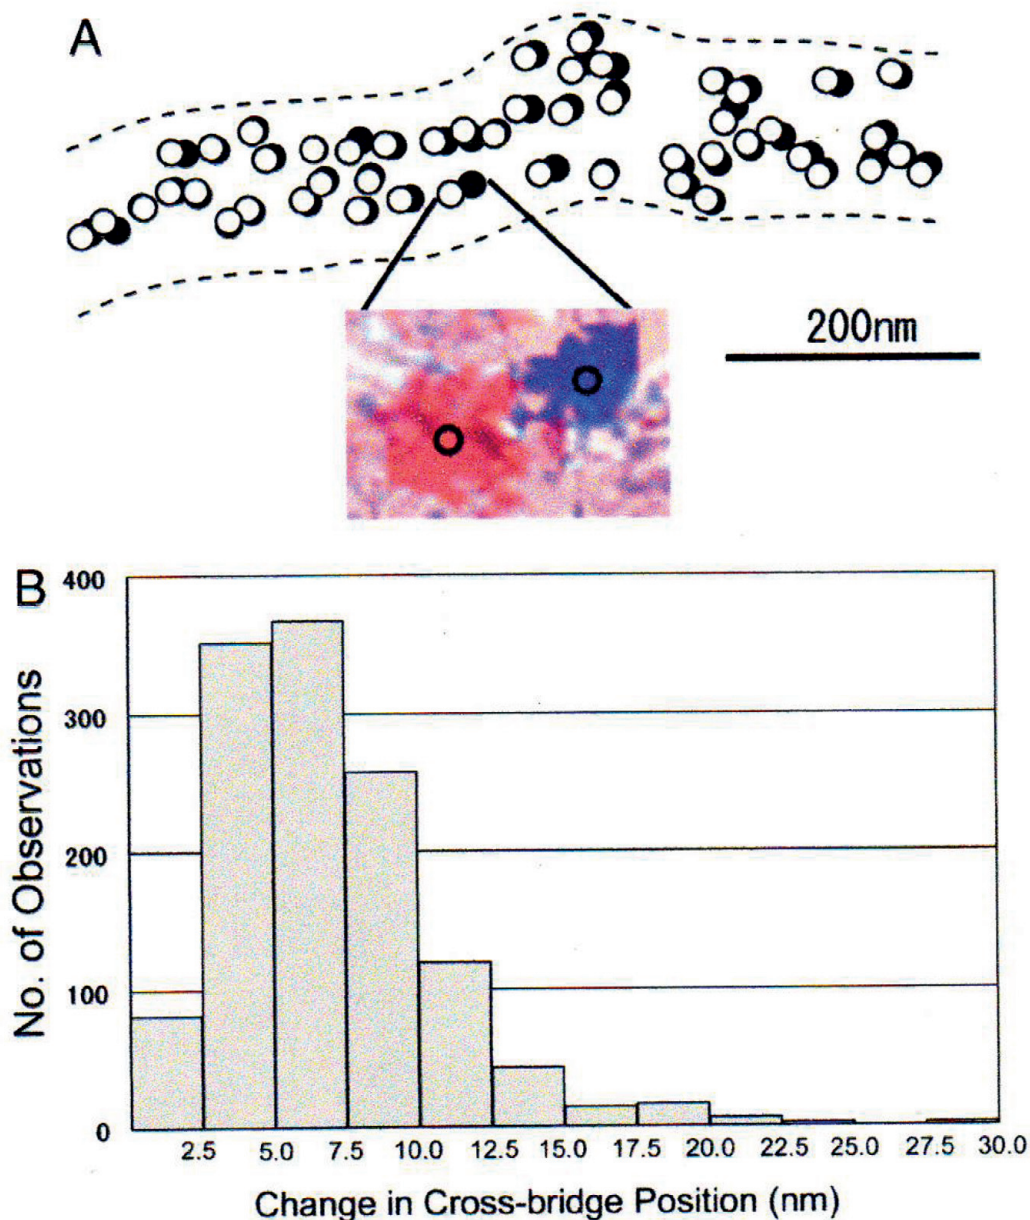 A
200nm
B
400
300
200
100
0
No. of Observations
2.5 5.0 7.5 10.0 12.5 15.0 17.5 20.0 22.5 25.0 27.5 30.0
Change in Cross-bridge Position (nm)